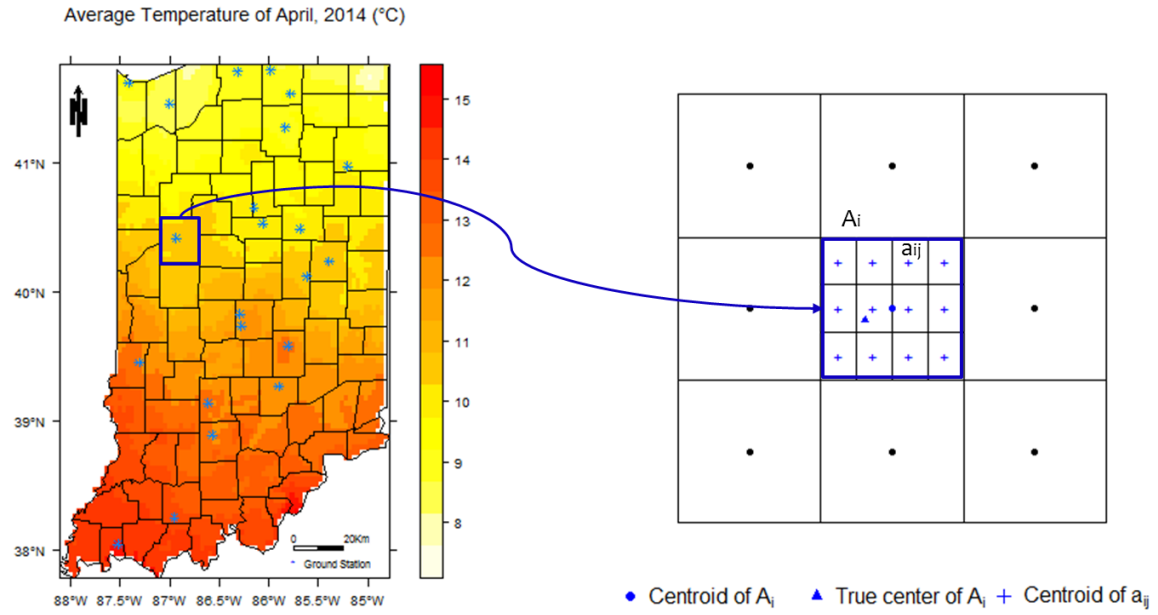 Average Temperature of April, 2014 (°C)
N
41°N
40°N
39°N
38°N
88°W 87.5°W 87°W 86.5°W 86°W 85.5°W 85°W
15
14
13
12
11
10
9
8
0 20Km
Ground Station
Ai
aij
Centroid of Ai
True center of Ai
Centroid of aij